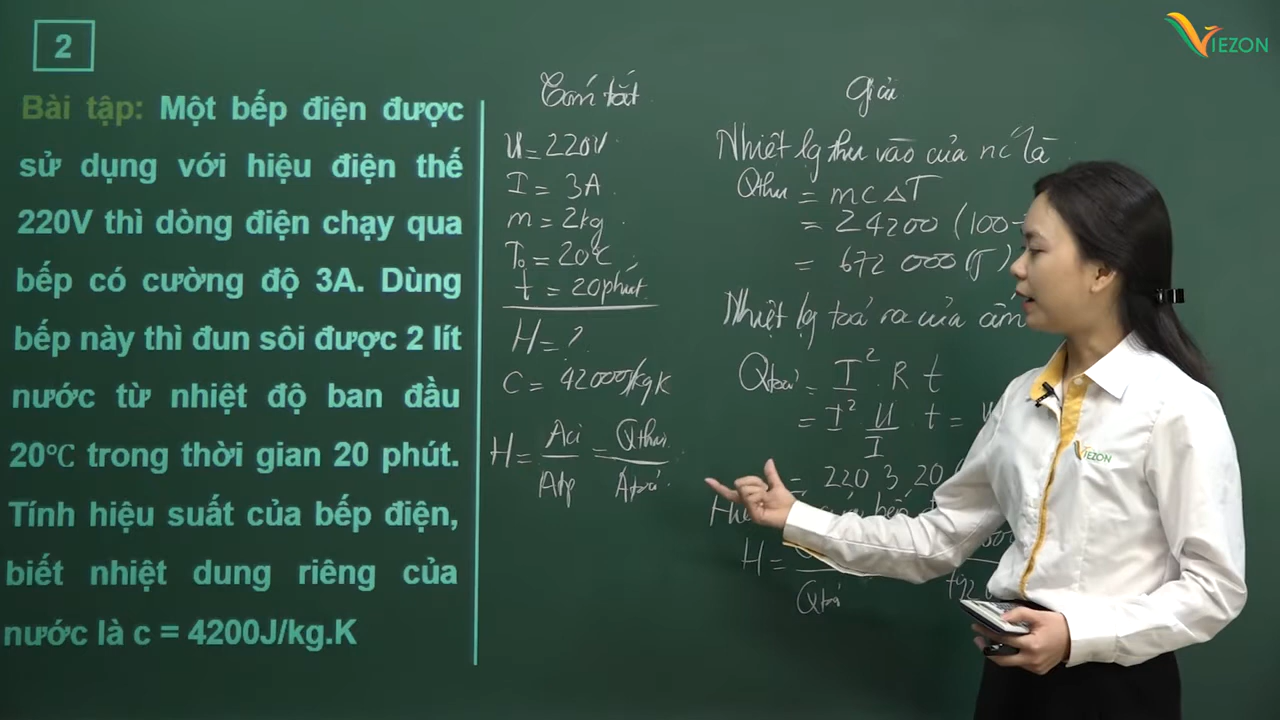 2
VIEZON
Bài tập: Một bếp điện được
sử dụng với hiệu điện thế
220V thì dòng điện chạy qua
bếp có cường độ 3A. Dùng
bếp này thì đun sôi được 2 lít
nước từ nhiệt độ ban đầu
20℃ trong thời gian 20 phút.
Tính hiệu suất của bếp điện,
biết nhiệt dung riêng của
nước là c = 4200J/kg.K
Tóm tắt
U = 220V
I = 3A
m = 2kg
T₀ = 20℃
t = 20 phút
H = ?
C = 4200J/kgK
H = Aci / Atp = Qthu / Atoả
Giải
Nhiệt lg thu vào của nc là
Qthu = mcΔT
= 2 4200 (100-
= 672 000 (J)
Nhiệt lg toả ra của ấm
Qtoả = I² . R t
= I² . U/I . t =
= 220 3 20
bếp
H =
Qtoả
VIEZON